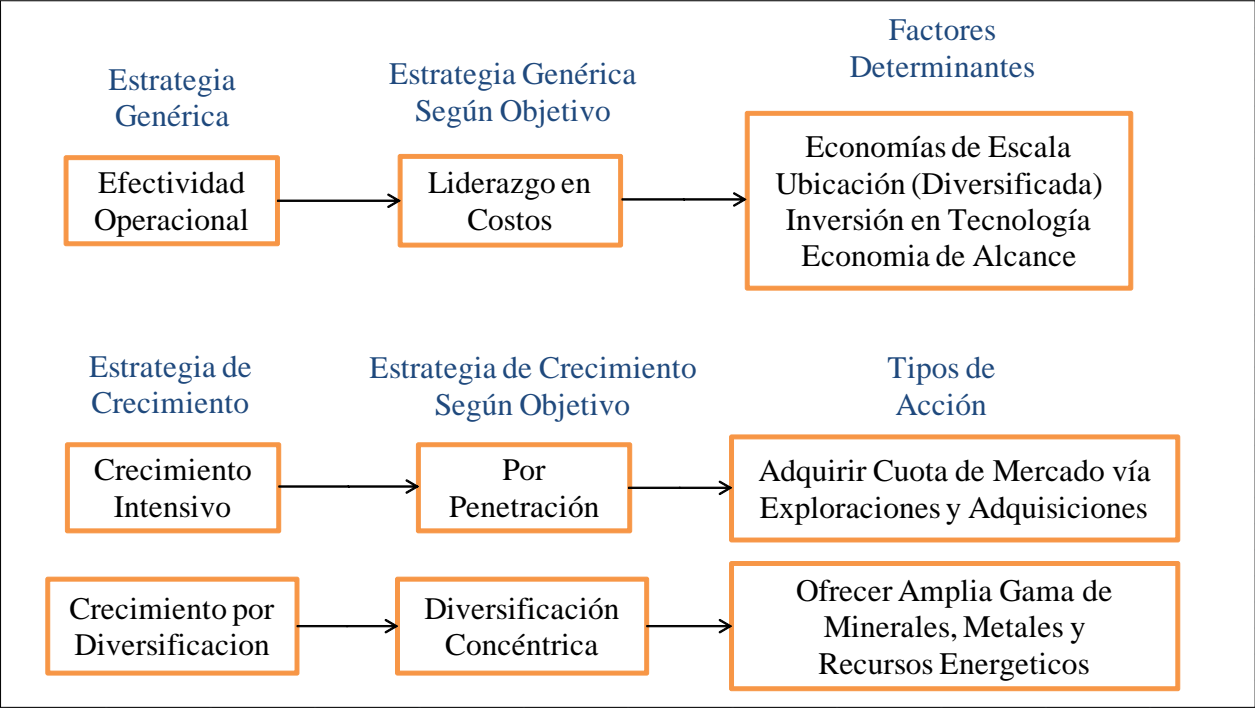 Estrategia
Genérica
Estrategia Genérica
Según Objetivo
Factores
Determinantes
Efectividad
Operacional
Liderazgo en
Costos
Economías de Escala
Ubicación (Diversificada)
Inversión en Tecnología
Economia de Alcance
Estrategia de
Crecimiento
Estrategia de Crecimiento
Según Objetivo
Tipos de
Acción
Crecimiento
Intensivo
Por
Penetración
Adquirir Cuota de Mercado vía
Exploraciones y Adquisiciones
Crecimiento por
Diversificacion
Diversificación
Concéntrica
Ofrecer Amplia Gama de
Minerales, Metales y
Recursos Energeticos